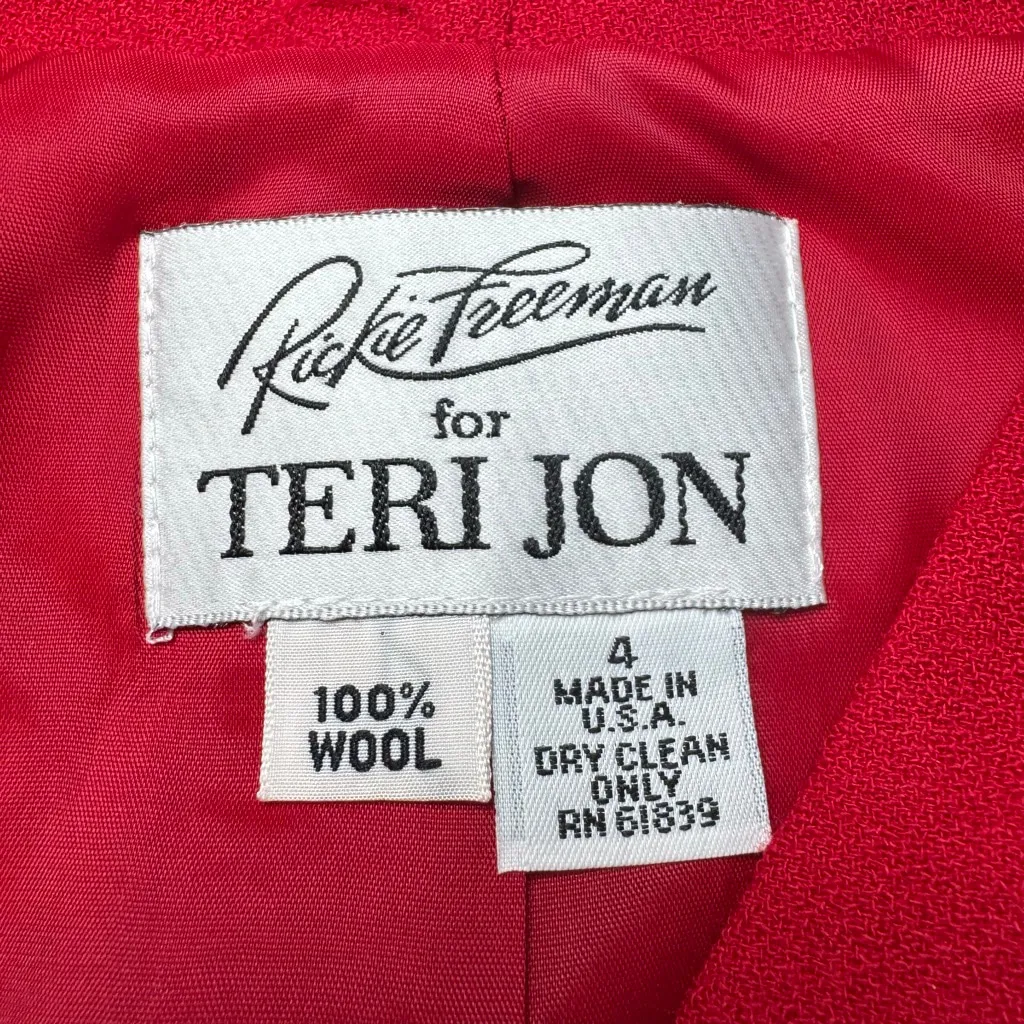 Rickie Freeman
for
TERI JON
100%
WOOL
4
MADE IN
U.S.A.
DRY CLEAN
ONLY
RN 61839